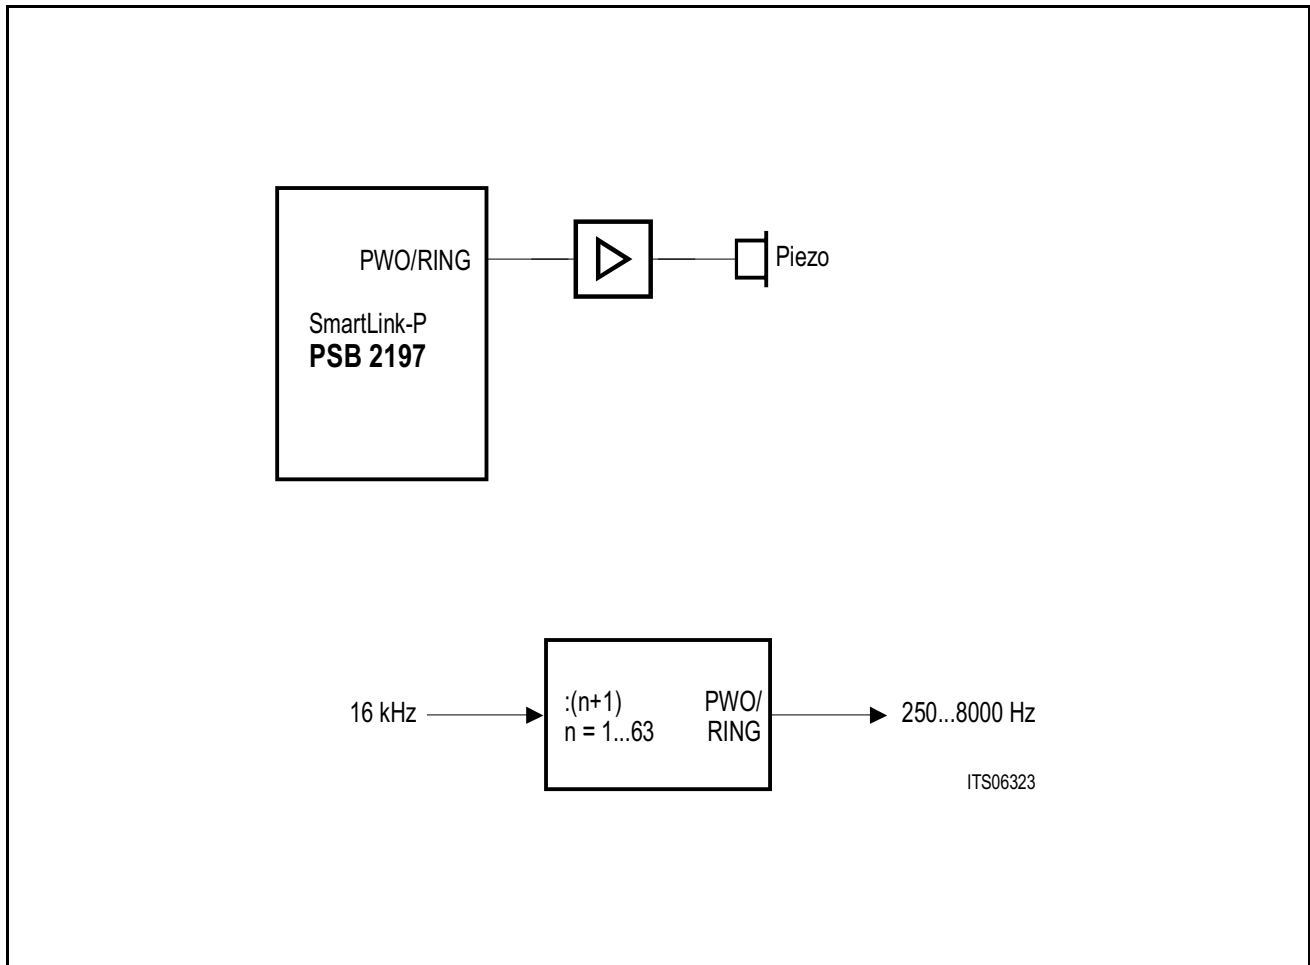 PWO/RING
Piezo
SmartLink-P
PSB 2197
16 kHz
:(n+1)
n = 1...63
PWO/
RING
250...8000 Hz
ITS06323